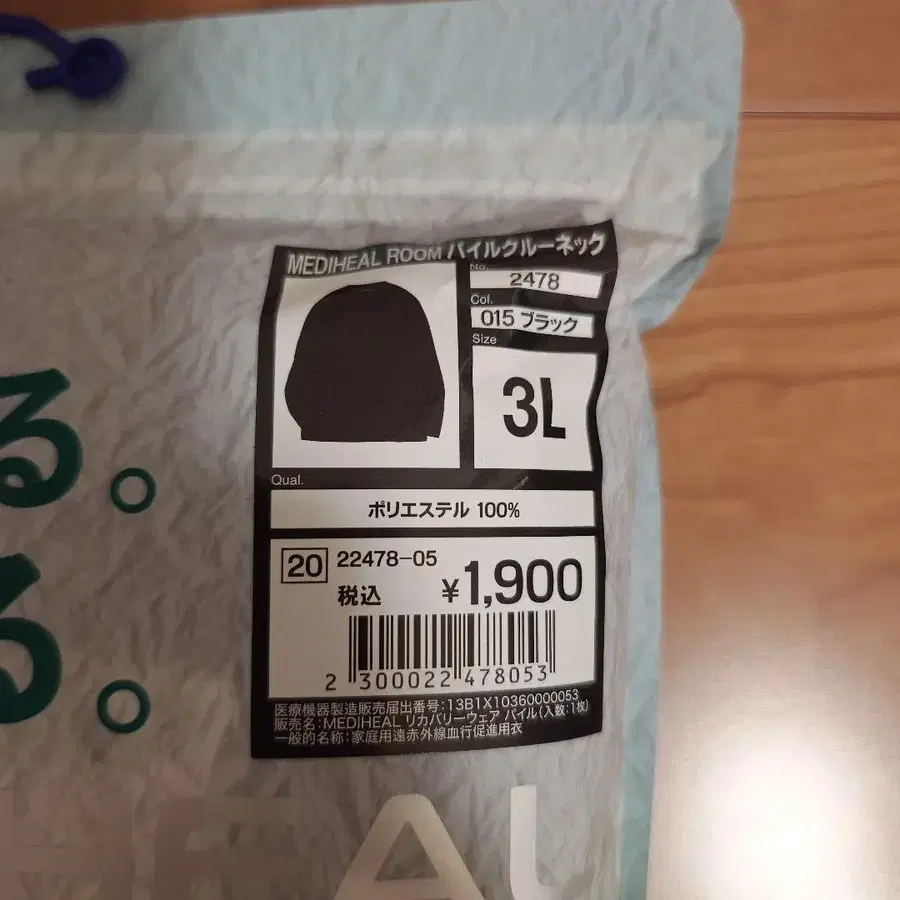 MEDIHEAL ROOM パイルクルーネック
No.
2478
Col.
015 ブラック
Size
3L
Qual.
ポリエステル 100%
20 22478-05
税込 ¥1,900
2 300022 478053
医療機器製造販売届出番号:13B1X10360000053
販売名:MEDIHEAL リカバリーウェア パイル(入数:1枚)
一般的名称:家庭用遠赤外線血行促進用衣
る。
る。
HEAL